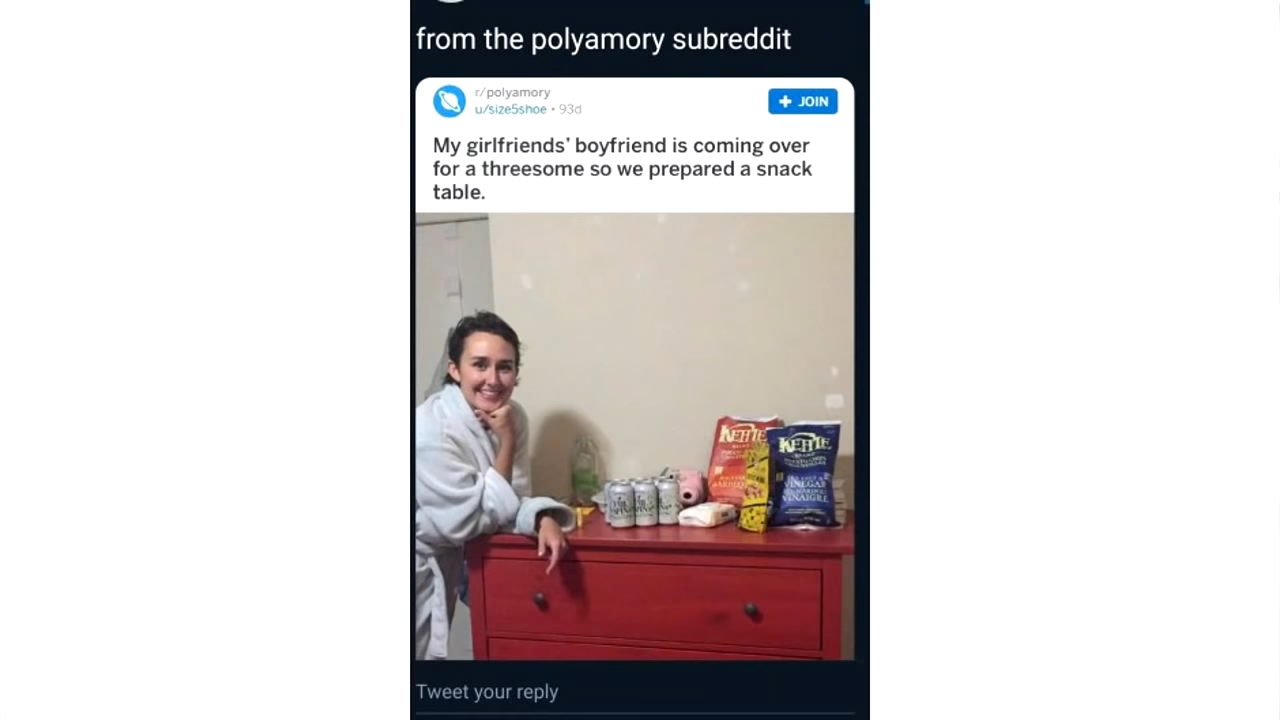 from the polyamory subreddit
r/polyamory
u/size5shoe • 93d
+ JOIN
My girlfriends' boyfriend is coming over
for a threesome so we prepared a snack
table.
KETTLE
KETTLE
VINEGAR
VINAIGRE
Tweet your reply